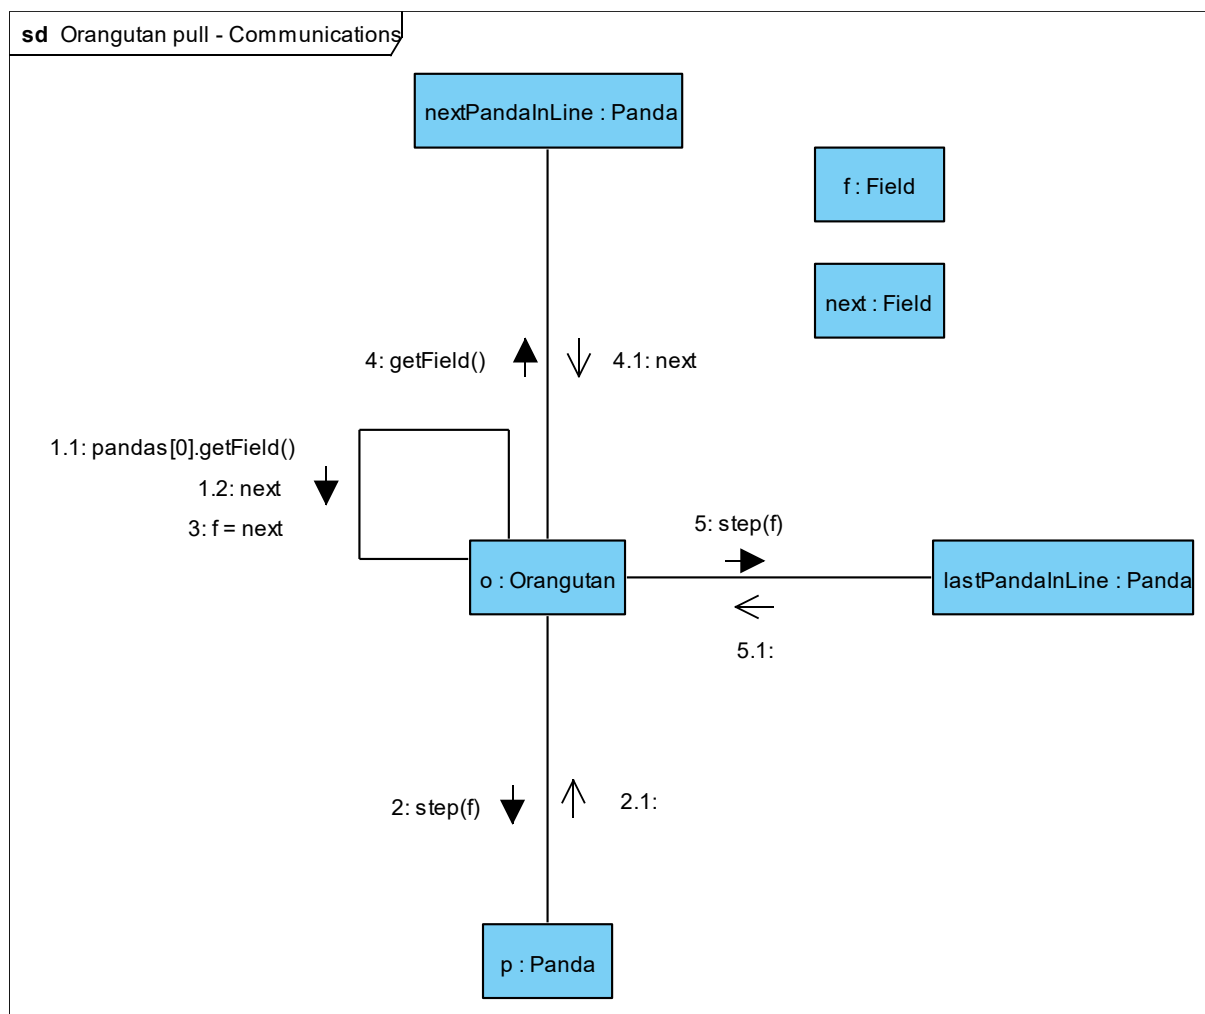 sd Orangutan pull - Communications
nextPandaInLine : Panda
f : Field
next : Field
4: getField()
4.1: next
1.1: pandas[0].getField()
1.2: next
3: f = next
5: step(f)
o : Orangutan
lastPandaInLine : Panda
5.1:
2: step(f)
2.1:
p : Panda